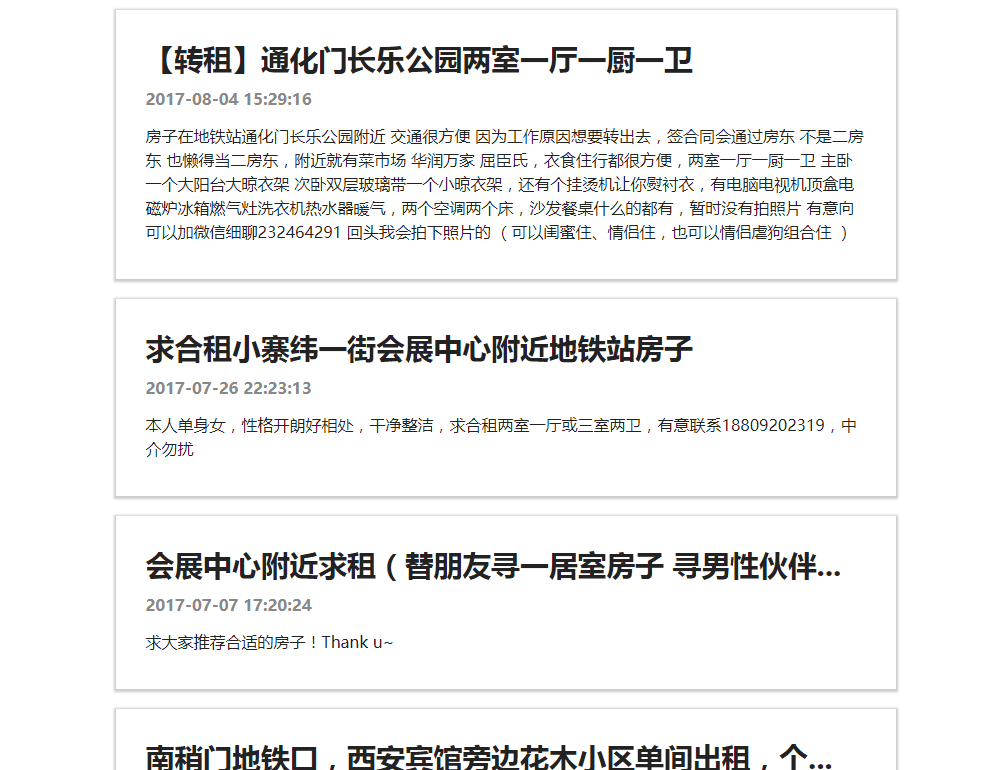 【转租】通化门长乐公园两室一厅一厨一卫
2017-08-04 15:29:16
房子在地铁站通化门长乐公园附近 交通很方便 因为工作原因想要转出去，签合同会通过房东 不是二房
东 也懒得当二房东，附近就有菜市场 华润万家 屈臣氏，衣食住行都很方便，两室一厅一厨一卫 主卧
一个大阳台大晾衣架 次卧双层玻璃带一个小晾衣架，还有个挂烫机让你熨衬衣，有电脑电视机顶盒电
磁炉冰箱燃气灶洗衣机热水器暖气，两个空调两个床，沙发餐桌什么的都有，暂时没有拍照片 有意向
可以加微信细聊232464291 回头我会拍下照片的 （ 可以闺蜜住、情侣住，也可以情侣虐狗组合住 ）
求合租小寨纬一街会展中心附近地铁站房子
2017-07-26 22:23:13
本人单身女，性格开朗好相处，干净整洁，求合租两室一厅或三室两卫，有意联系18809202319，中
介勿扰
会展中心附近求租（ 替朋友寻一居室房子 寻男性伙伴...
2017-07-07 17:20:24
求大家推荐合适的房子！Thank u~
南稍门地铁口，西安宾馆旁边花木小区单间出租，个...